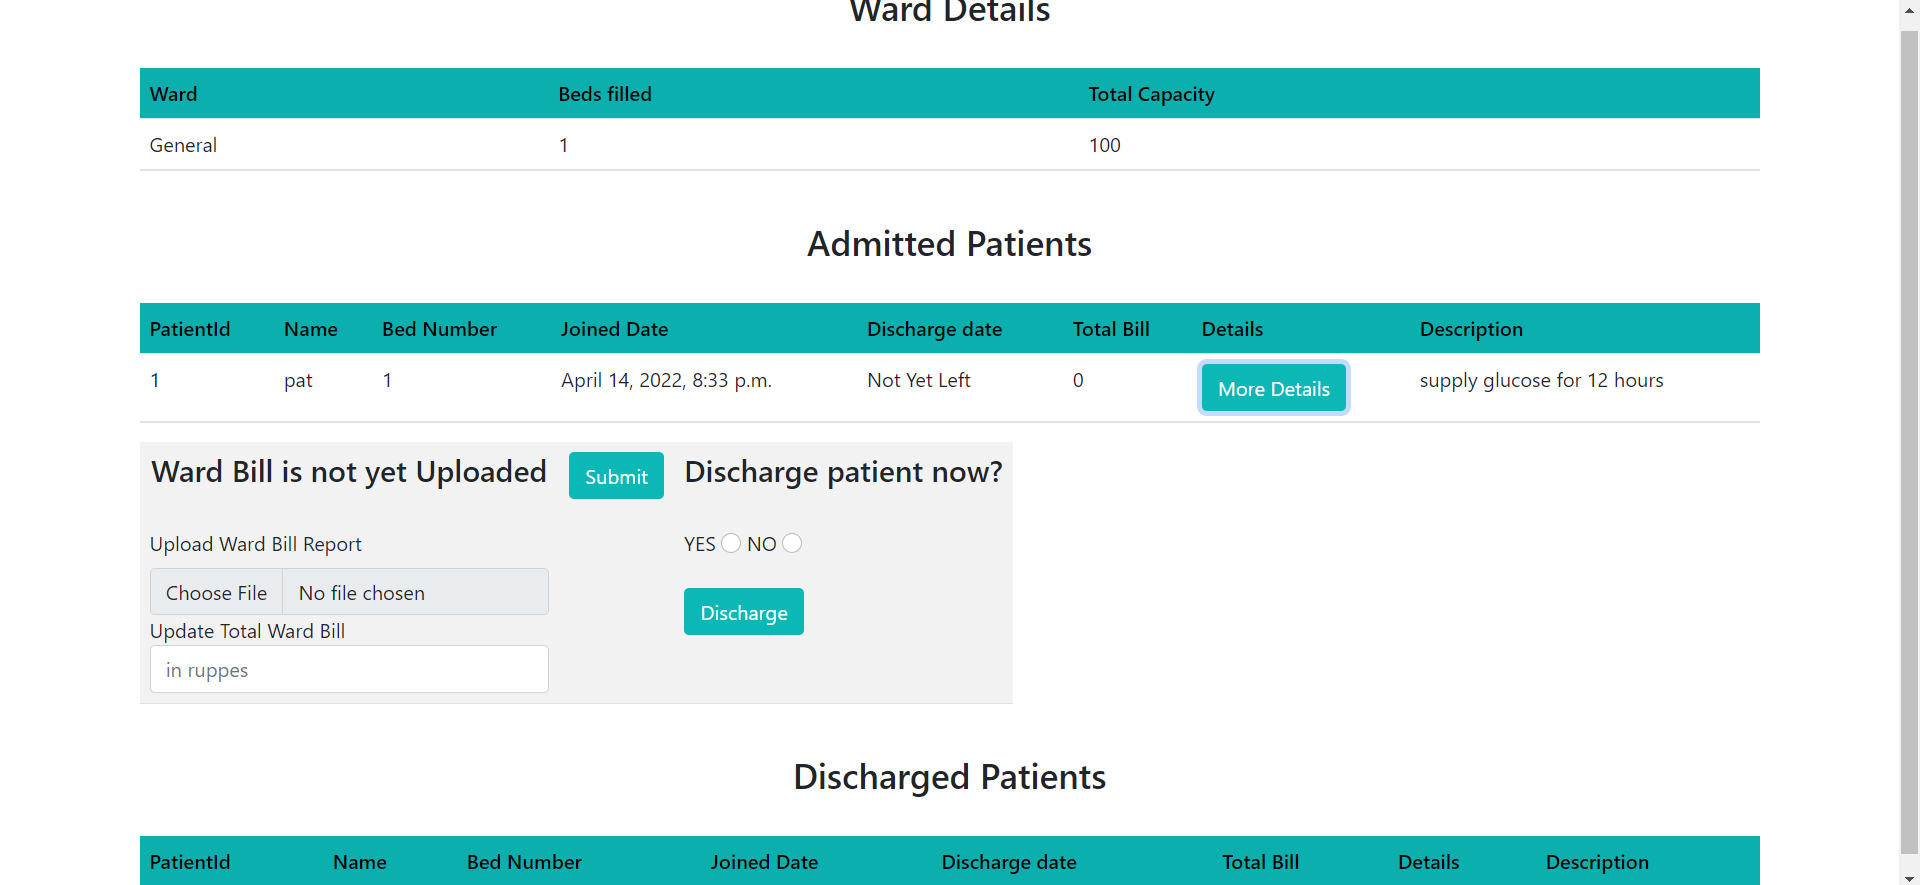 Ward Details
Ward Beds filled Total Capacity
General 1 100
Admitted Patients
PatientId Name Bed Number Joined Date Discharge date Total Bill Details Description
1 pat 1 April 14, 2022, 8:33 p.m. Not Yet Left 0 More Details supply glucose for 12 hours
Ward Bill is not yet Uploaded Submit Discharge patient now?
Upload Ward Bill Report YES NO
Choose File No file chosen Discharge
Update Total Ward Bill
in ruppes
Discharged Patients
PatientId Name Bed Number Joined Date Discharge date Total Bill Details Description